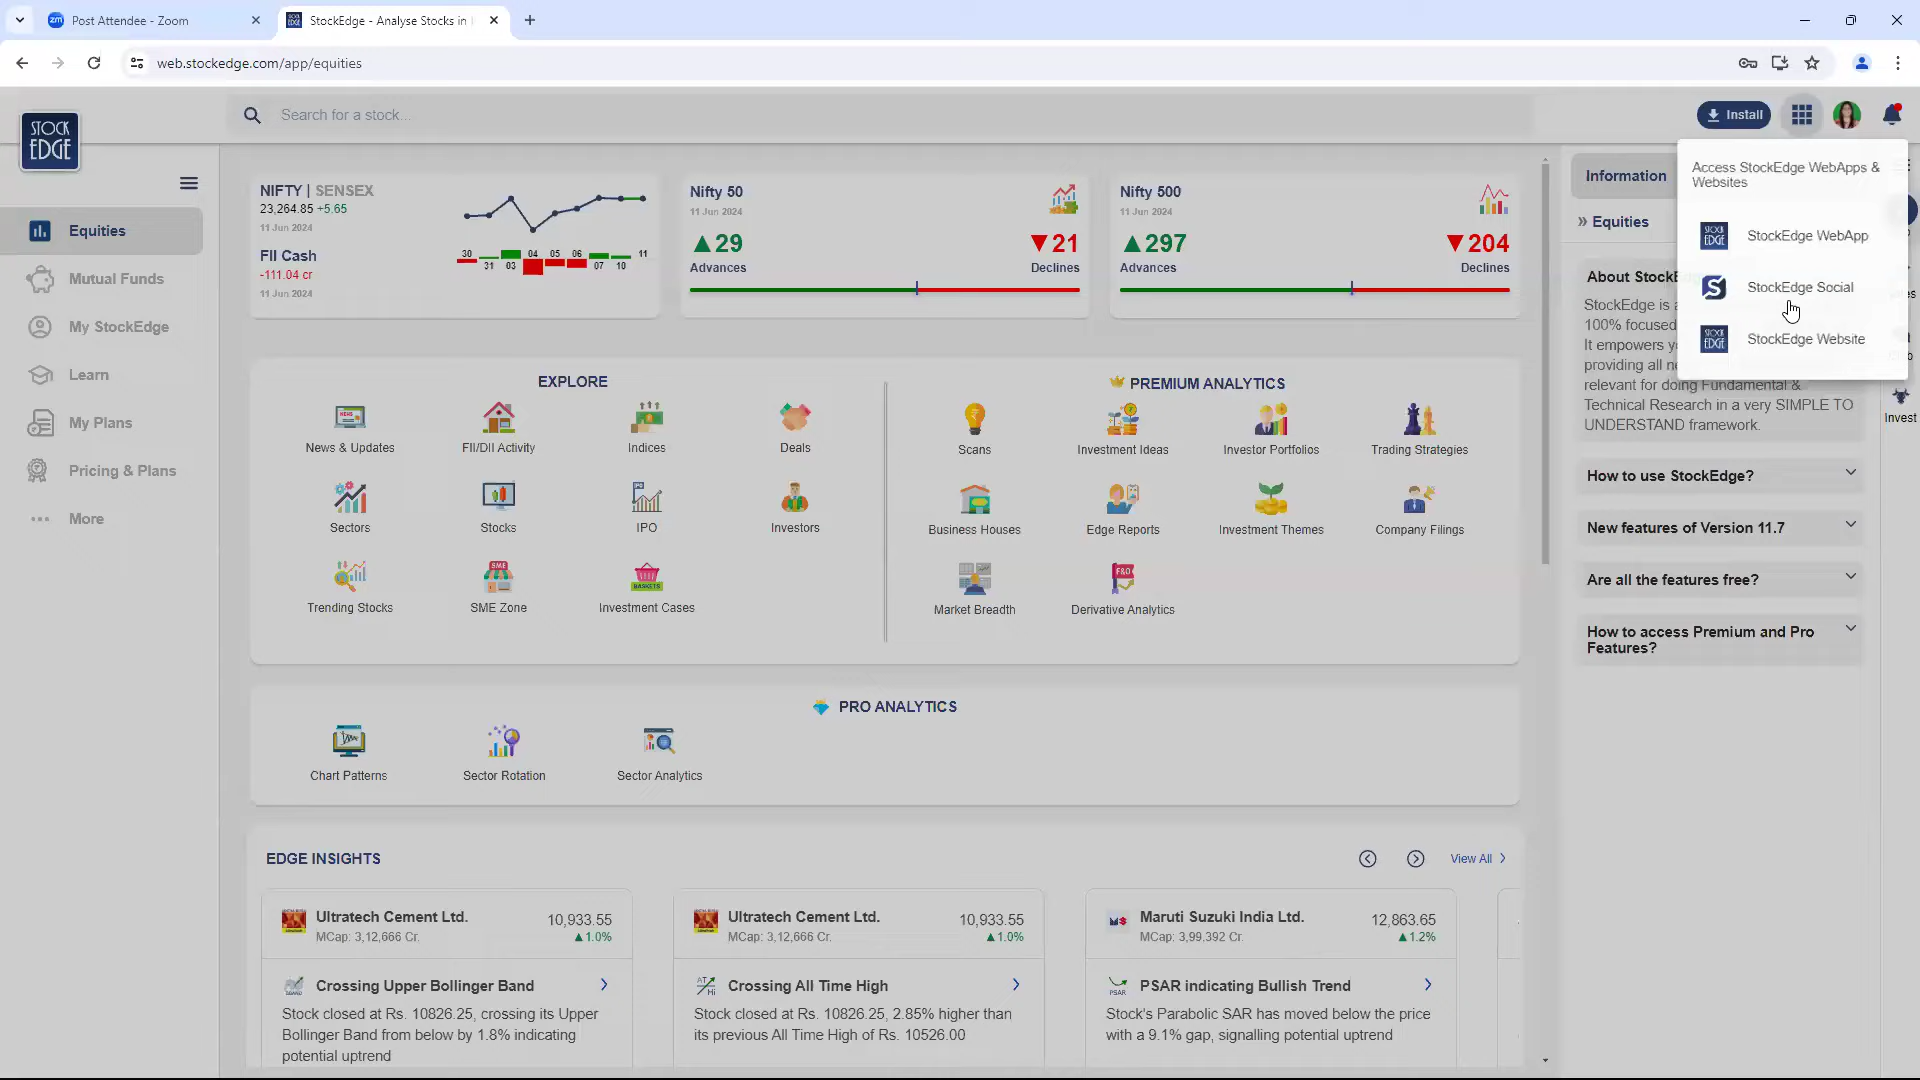 Post Attendee - Zoom
StockEdge - Analyse Stocks in
web.stockedge.com/app/equities
STOCK
EDGE
Search for a stock...
Install
Access StockEdge WebApps &
Websites
StockEdge WebApp
StockEdge Social
StockEdge Website
Equities
Mutual Funds
My StockEdge
Learn
My Plans
Pricing & Plans
More
NIFTY | SENSEX
23,264.85 +5.65
11 Jun 2024
FII Cash
-111.04 cr
11 Jun 2024
30 31 03 04 05 06 07 10 11
Nifty 50
11 Jun 2024
▲29 ▼21
Advances Declines
Nifty 500
11 Jun 2024
▲297 ▼204
Advances Declines
EXPLORE
News & Updates FII/DII Activity Indices Deals
Sectors Stocks IPO Investors
Trending Stocks SME Zone Investment Cases
PREMIUM ANALYTICS
Scans Investment Ideas Investor Portfolios Trading Strategies
Business Houses Edge Reports Investment Themes Company Filings
Market Breadth Derivative Analytics
PRO ANALYTICS
Chart Patterns Sector Rotation Sector Analytics
EDGE INSIGHTS
View All
Ultratech Cement Ltd. 10,933.55
MCap: 3,12,666 Cr. ▲1.0%
Crossing Upper Bollinger Band
Stock closed at Rs. 10826.25, crossing its Upper
Bollinger Band from below by 1.8% indicating
potential uptrend
Ultratech Cement Ltd. 10,933.55
MCap: 3,12,666 Cr. ▲1.0%
Crossing All Time High
Stock closed at Rs. 10826.25, 2.85% higher than
its previous All Time High of Rs. 10526.00
Maruti Suzuki India Ltd. 12,863.65
MCap: 3,99,392 Cr. ▲1.2%
PSAR indicating Bullish Trend
Stock's Parabolic SAR has moved below the price
with a 9.1% gap, signalling potential uptrend
Information
» Equities
About StockEdg
StockEdge is a
100% focused
It empowers y
providing all ne
relevant for doing Fundamental &
Technical Research in a very SIMPLE TO
UNDERSTAND framework.
How to use StockEdge?
New features of Version 11.7
Are all the features free?
How to access Premium and Pro
Features?
Invest